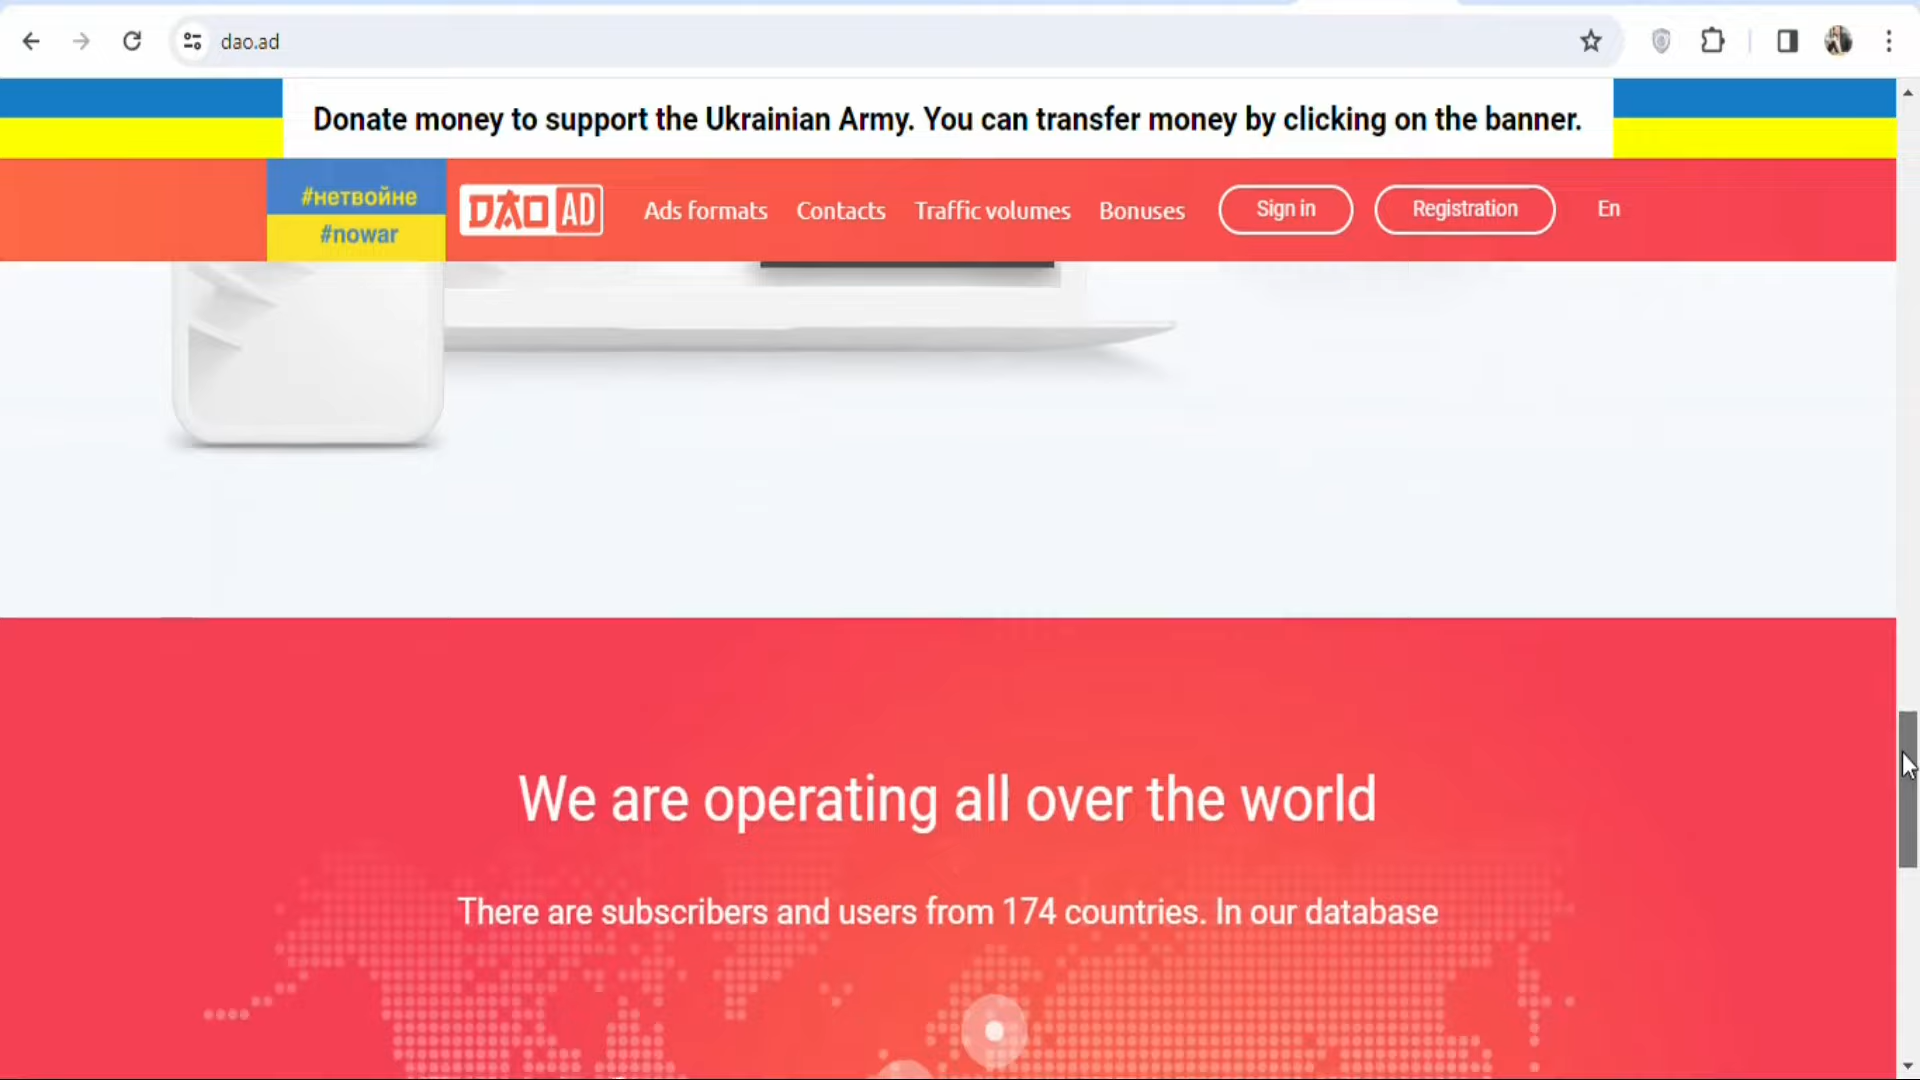 dao.ad
Donate money to support the Ukrainian Army. You can transfer money by clicking on the banner.
#нетвойне
#nowar
DAO AD
Ads formats
Contacts
Traffic volumes
Bonuses
Sign in
Registration
En
We are operating all over the world
There are subscribers and users from 174 countries. In our database